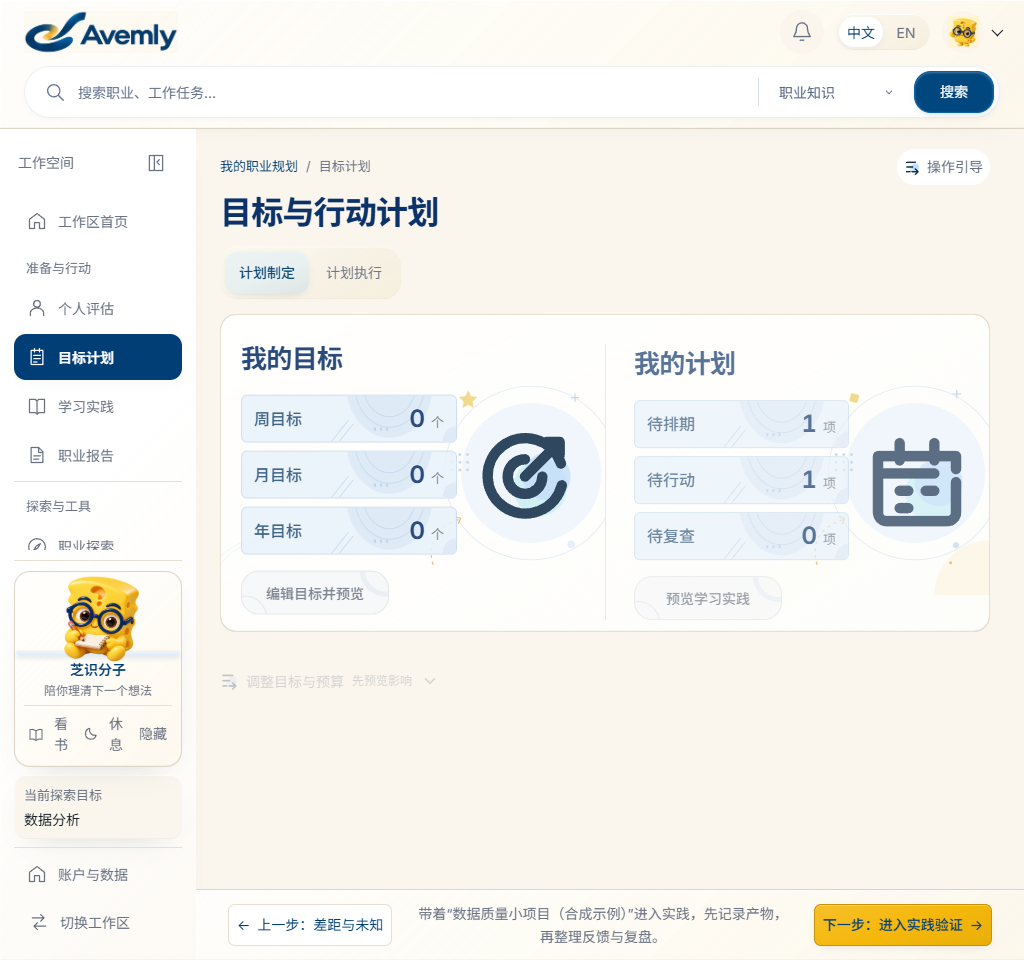 Avemly
中文 EN
搜索职业、工作任务...
职业知识
搜索
工作空间
我的职业规划 / 目标计划
操作引导
目标与行动计划
工作区首页
准备与行动
计划制定 计划执行
个人评估
目标计划
学习实践
职业报告
探索与工具
职业探索
我的目标
周目标 0 个
月目标 0 个
年目标 0 个
编辑目标并预览
我的计划
待排期 1 项
待行动 1 项
待复查 0 项
预览学习实践
调整目标与预算 先预览影响
芝识分子
陪你理清下一个想法
看书 休息 隐藏
当前探索目标
数据分析
账户与数据
切换工作区
← 上一步：差距与未知
带着“数据质量小项目（合成示例）”进入实践，先记录产物，
再整理反馈与复盘。
下一步：进入实践验证 →